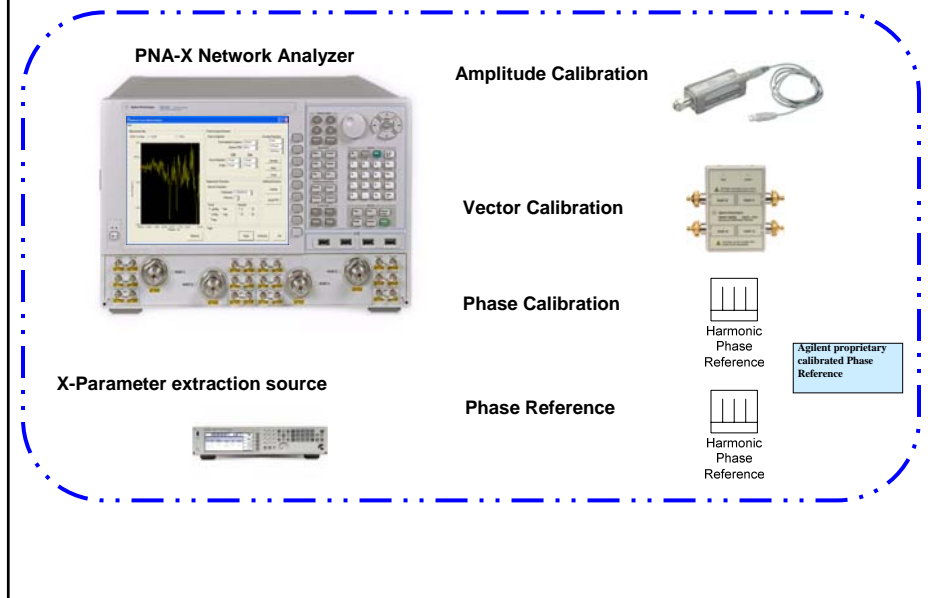 PNA-X Network Analyzer
Amplitude Calibration
Vector Calibration
Phase Calibration
Harmonic
Phase
Reference
Agilent proprietary
calibrated Phase
Reference
X-Parameter extraction source
Phase Reference
Harmonic
Phase
Reference